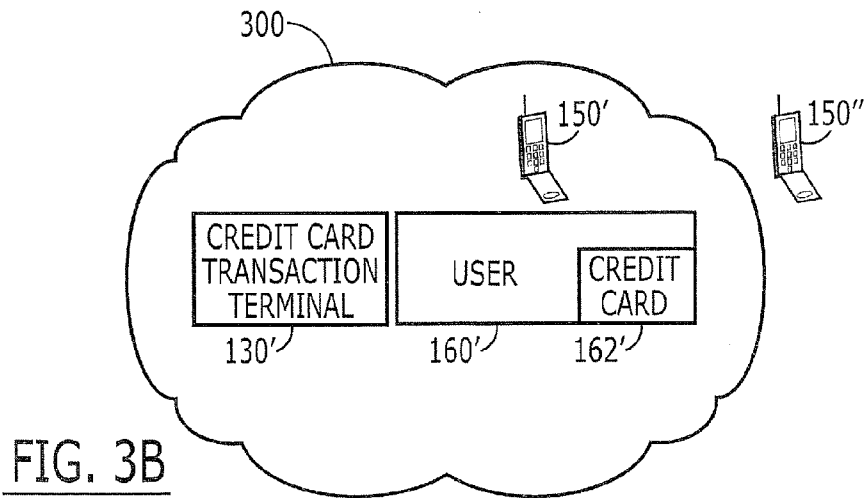 300
150′
150″
CREDIT CARD
TRANSACTION
TERMINAL
USER
CREDIT
CARD
130′
160′
162′
FIG. 3B